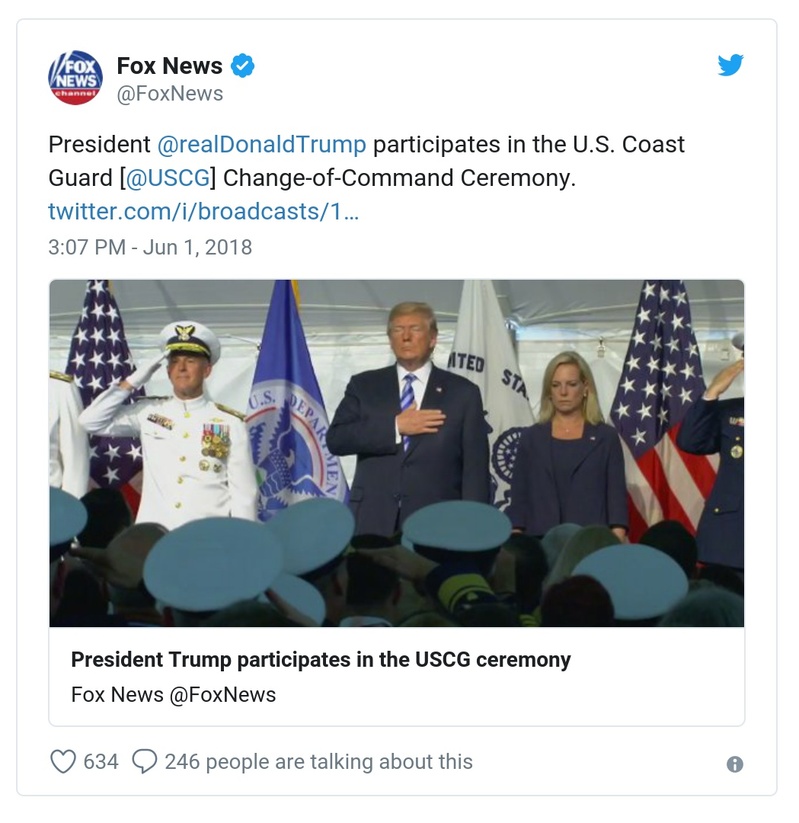 FOX
NEWS
channel
Fox News
@FoxNews
President @realDonaldTrump participates in the U.S. Coast
Guard [@USCG] Change-of-Command Ceremony.
twitter.com/i/broadcasts/1…
3:07 PM - Jun 1, 2018
U.S. DEPARTMEN
ITED STA
President Trump participates in the USCG ceremony
Fox News @FoxNews
634 246 people are talking about this